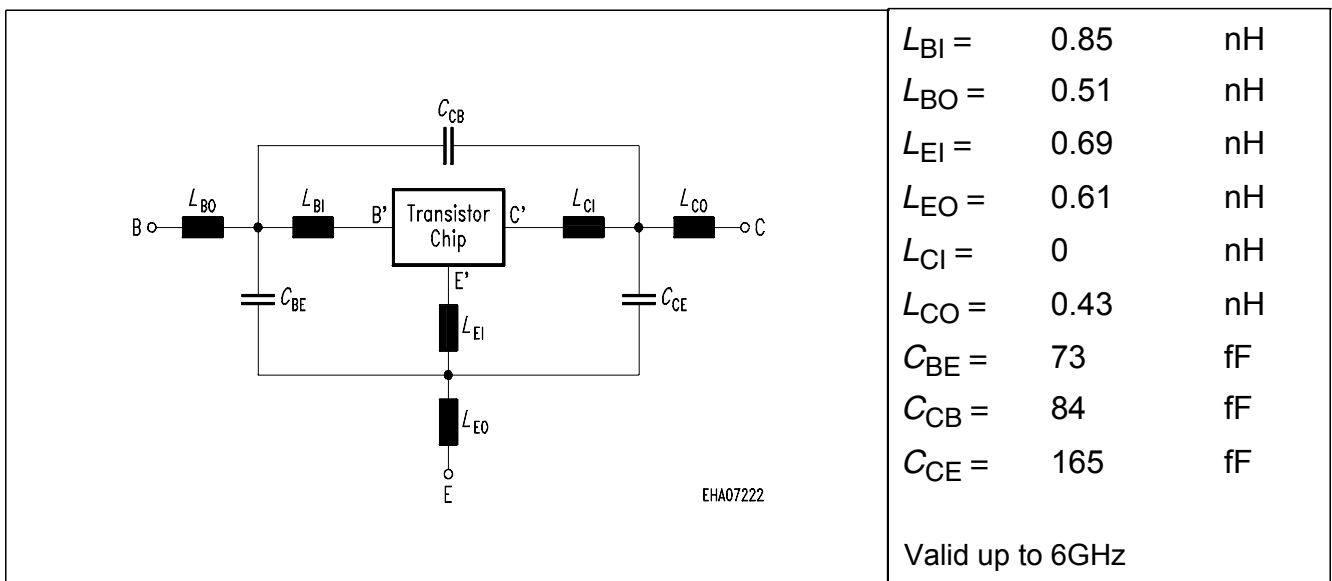 C_CB
L_BO
L_BI
B'
Transistor
Chip
C'
L_CI
L_CO
B
C
E'
C_BE
C_CE
L_EI
L_EO
E
EHA07222
L_BI = 0.85 nH
L_BO = 0.51 nH
L_EI = 0.69 nH
L_EO = 0.61 nH
L_CI = 0 nH
L_CO = 0.43 nH
C_BE = 73 fF
C_CB = 84 fF
C_CE = 165 fF
Valid up to 6GHz